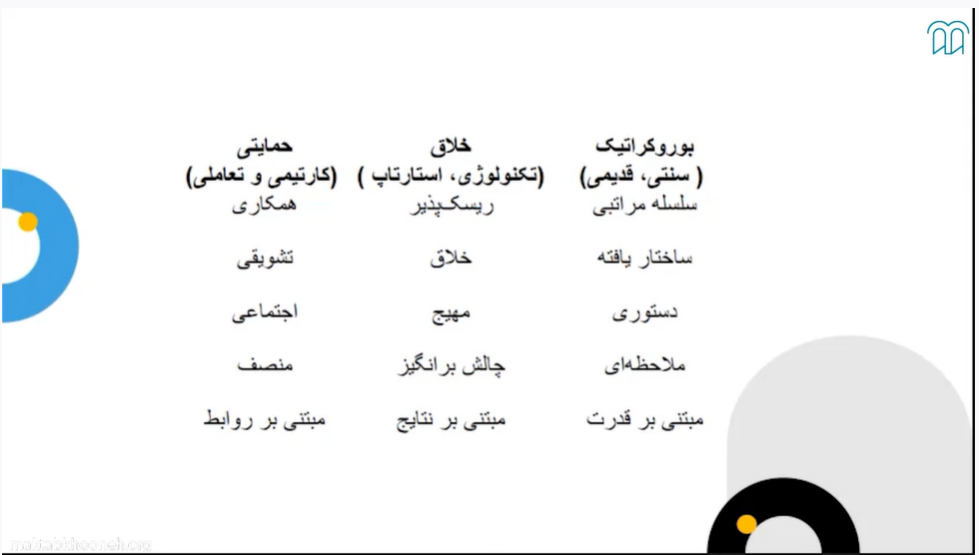 بوروکراتیک خلاق حمایتی
( سنتی، قدیمی) (تکنولوژی، استارتاپ ) (کارتیمی و تعاملی)
سلسله مراتبی ریسک‌پذیر همکاری
ساختار یافته خلاق تشویقی
دستوری مهیج اجتماعی
ملاحظه‌ای چالش برانگیز منصف
مبتنی بر قدرت مبتنی بر نتایج مبتنی بر روابط
maktabkhooneh.org